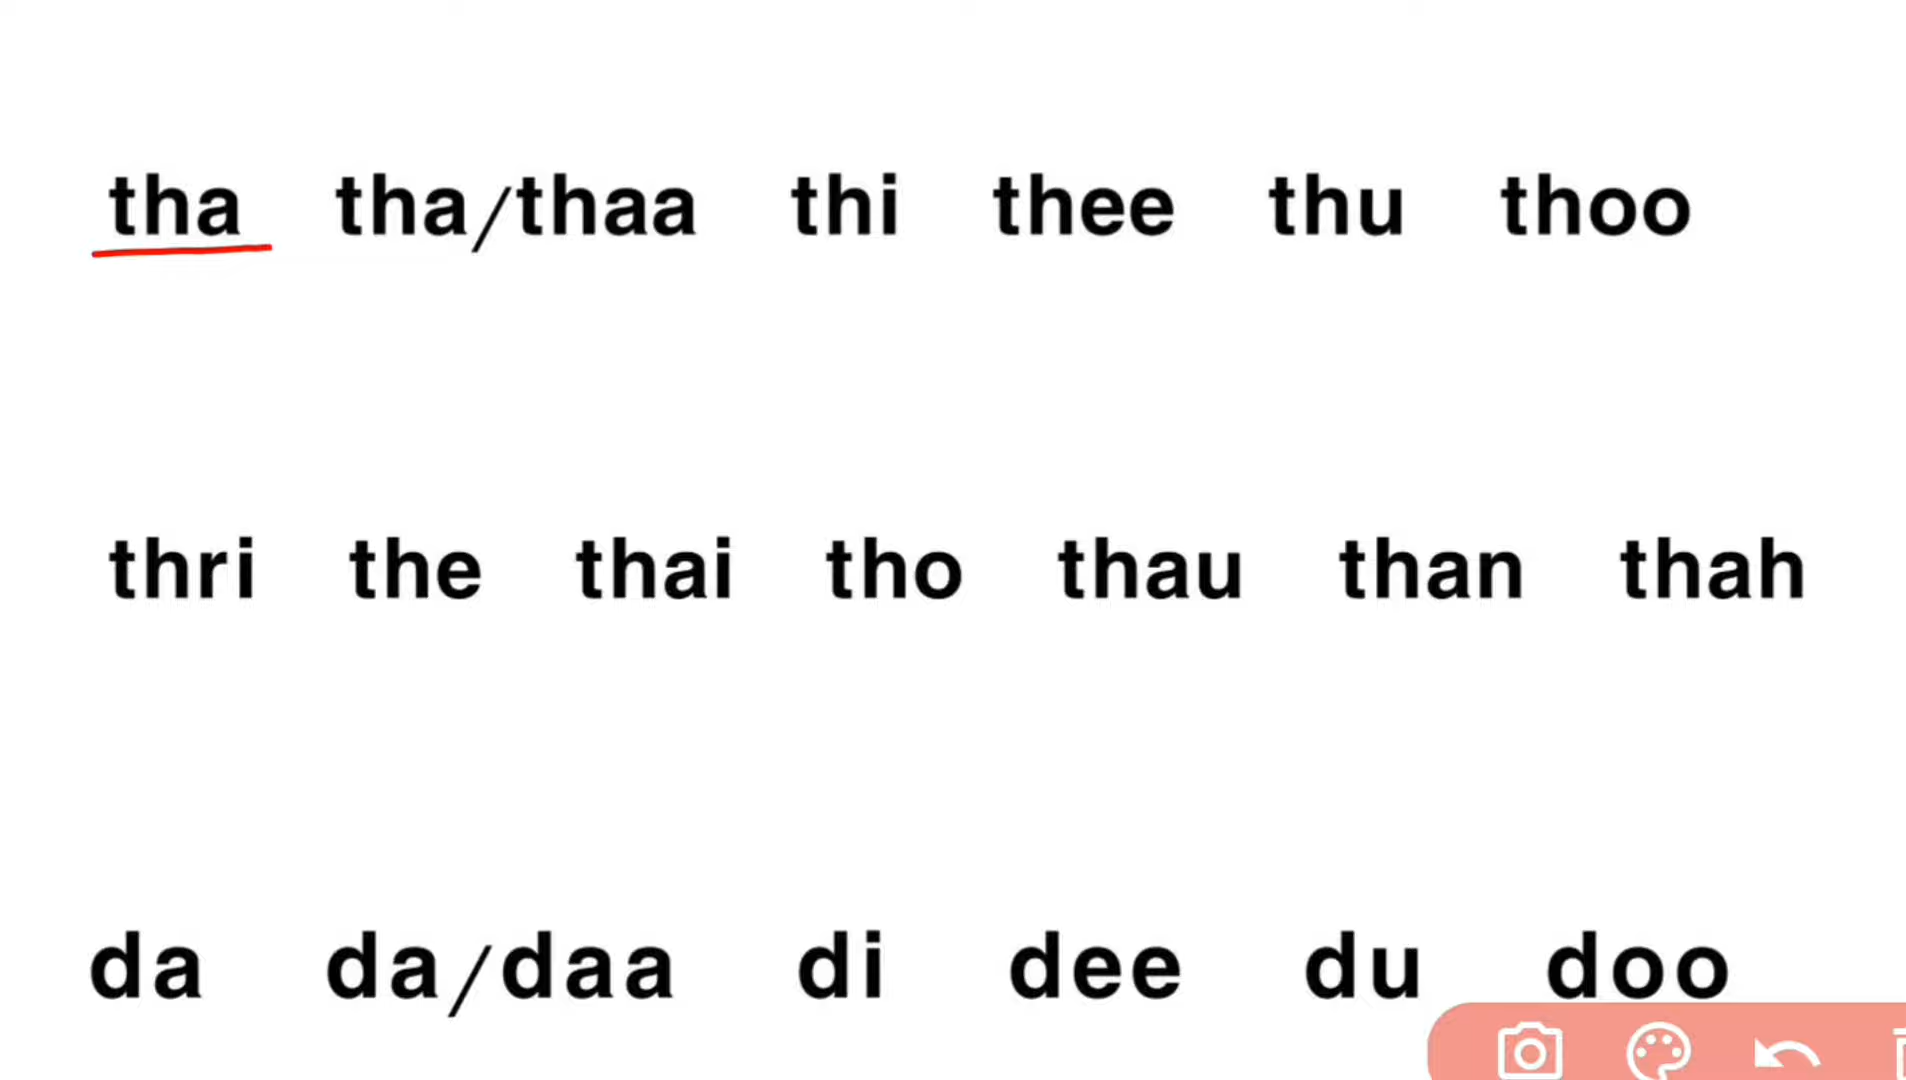 tha tha/thaa thi thee thu thoo
thri the thai tho thau than thah
da da/daa di dee du doo